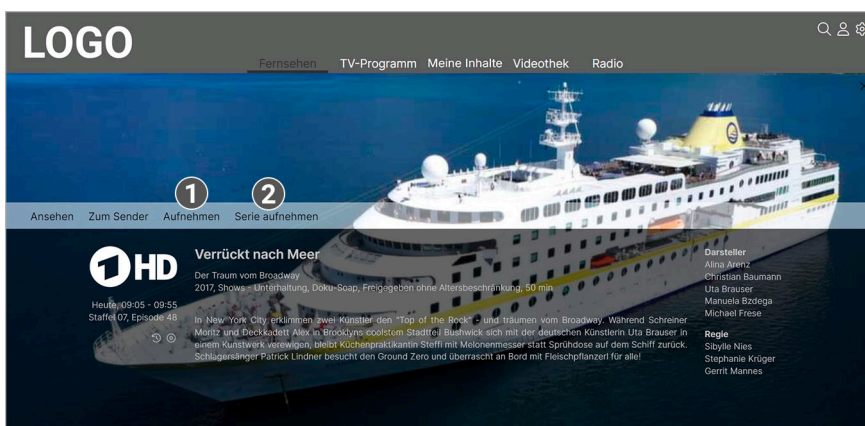 LOGO
Fernsehen TV-Programm Meine Inhalte Videothek Radio
1 2
Ansehen Zum Sender Aufnehmen Serie aufnehmen
1 HD
Heute, 09:05 - 09:55
Staffel 07, Episode 48
Verrückt nach Meer
Der Traum vom Broadway
2017, Shows - Unterhaltung, Doku-Soap, Freigegeben ohne Altersbeschränkung, 50 min
In New York City erklimmen zwei Künstler den "Top of the Rock" - und träumen vom Broadway. Während Schreiner
Moritz und Deckkadett Alex in Brooklyns coolstem Stadtteil Bushwick sich mit der deutschen Künstlerin Uta Brauser in
einem Kunstwerk verewigen, bleibt Küchenpraktikantin Steffi mit Melonenmesser statt Sprühdose auf dem Schiff zurück.
Schlagersänger Patrick Lindner besucht den Ground Zero und überrascht an Bord mit Fleischpflanzerl für alle!
Darsteller
Alina Arenz
Christian Baumann
Uta Brauser
Manuela Bzdega
Michael Frese
Regie
Sibylle Nies
Stephanie Krüger
Gerrit Mannes